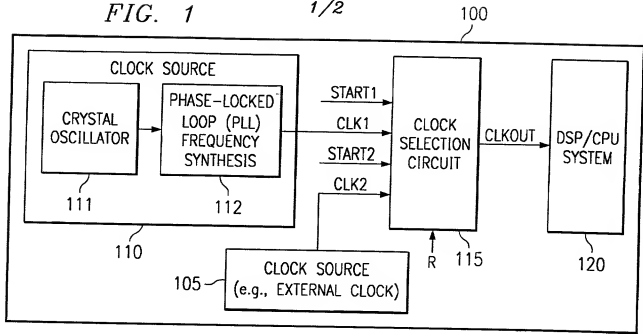 FIG. 1
1/2
100
CLOCK SOURCE
CRYSTAL
OSCILLATOR
111
PHASE-LOCKED
LOOP (PLL)
FREQUENCY
SYNTHESIS
112
110
START1
CLK1
START2
CLK2
CLOCK
SELECTION
CIRCUIT
R
115
CLKOUT
DSP/CPU
SYSTEM
120
105
CLOCK SOURCE
(e.g., EXTERNAL CLOCK)